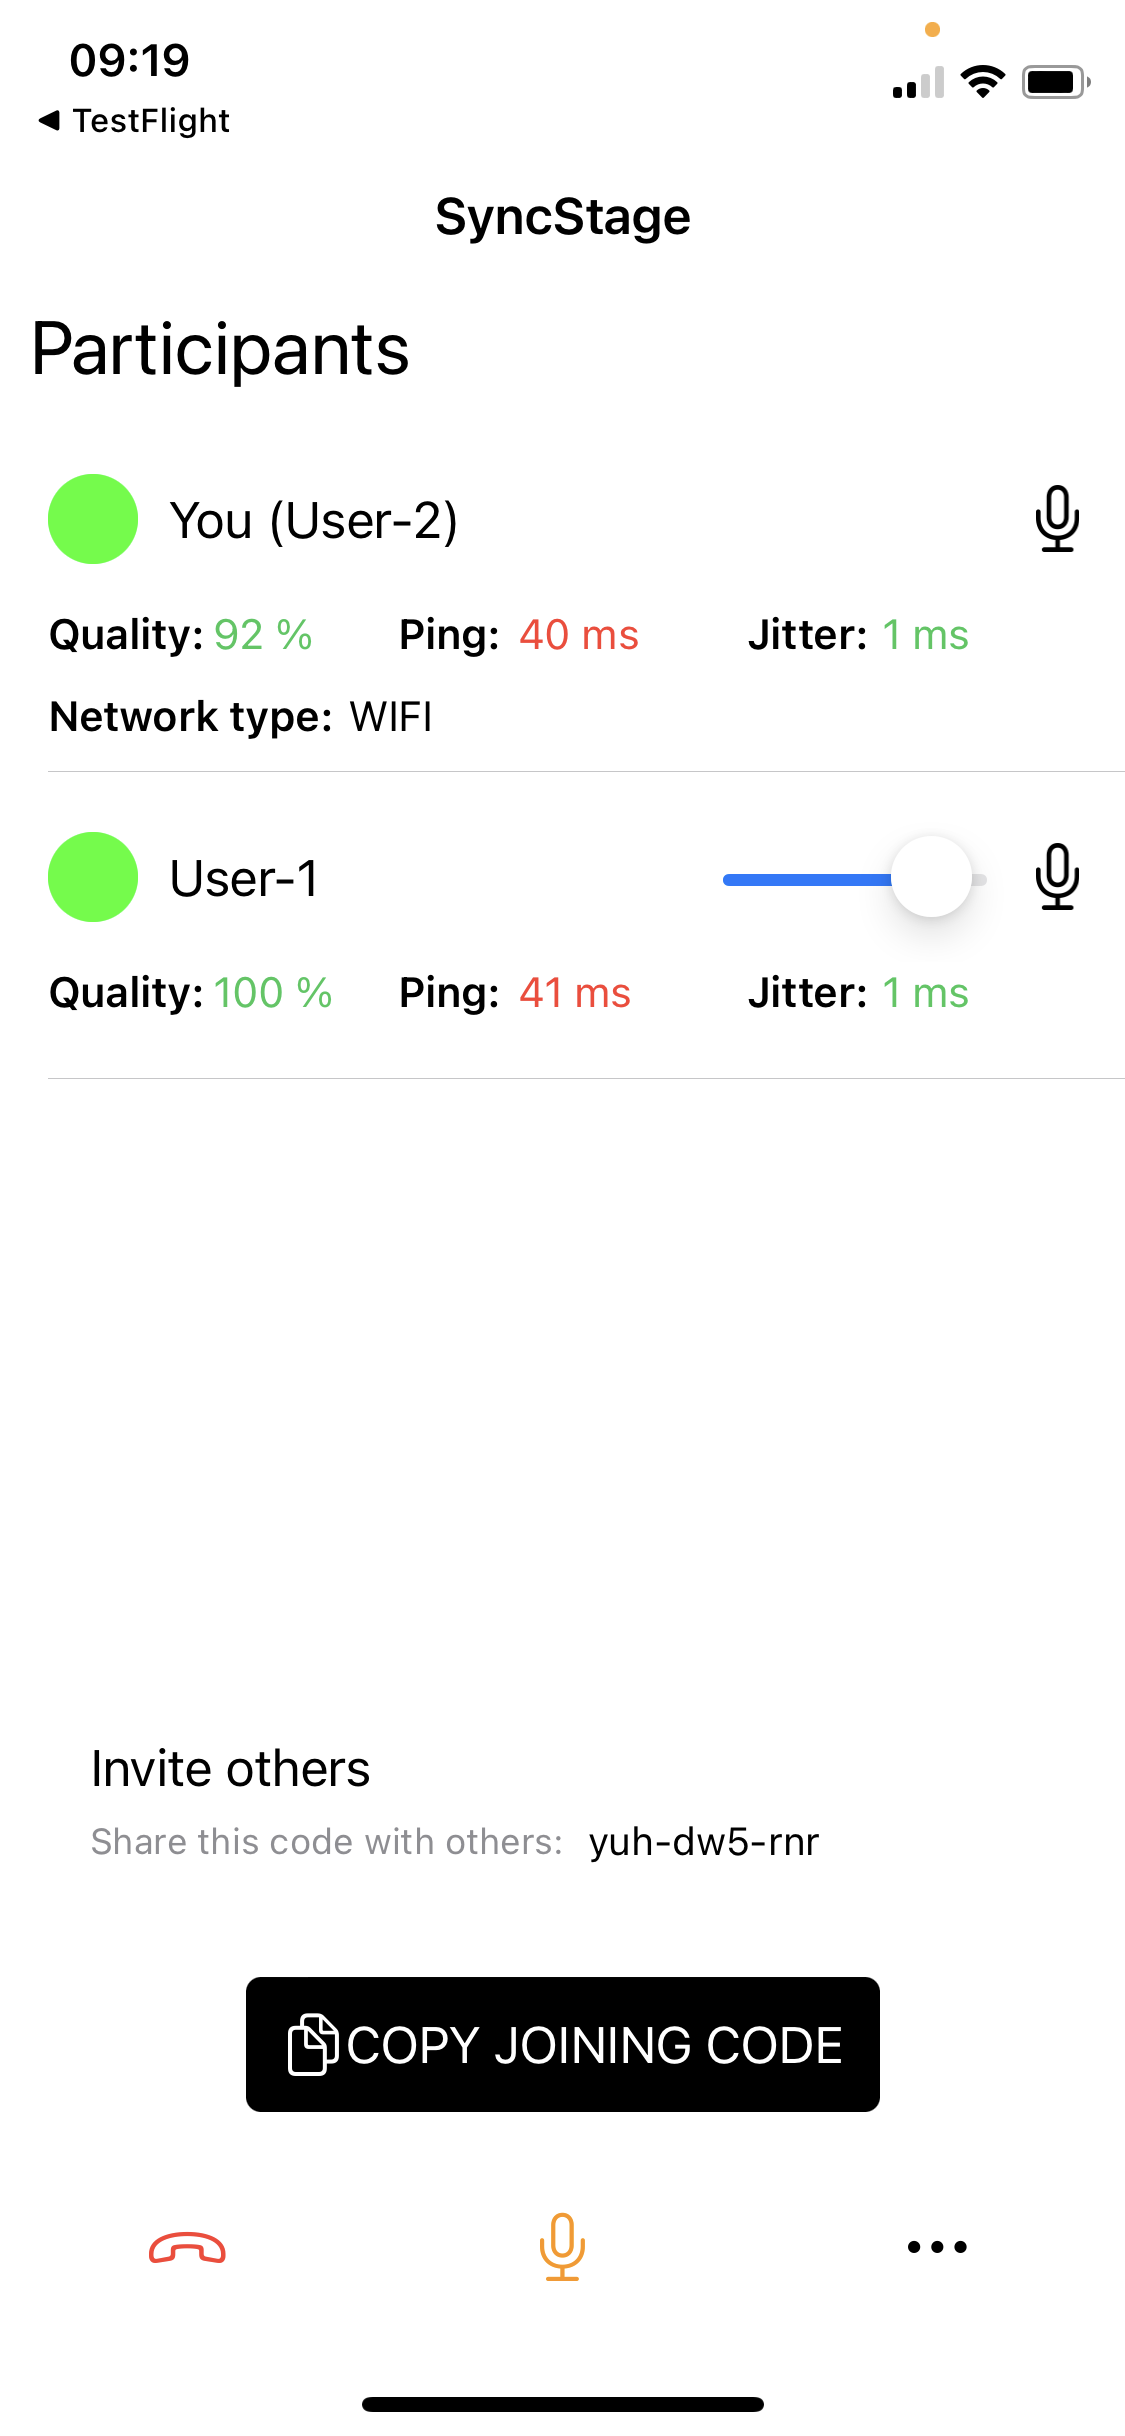 09:19
◀ TestFlight
SyncStage
Participants
You (User-2)
Quality: 92 % Ping: 40 ms Jitter: 1 ms
Network type: WIFI
User-1
Quality: 100 % Ping: 41 ms Jitter: 1 ms
Invite others
Share this code with others: yuh-dw5-rnr
COPY JOINING CODE